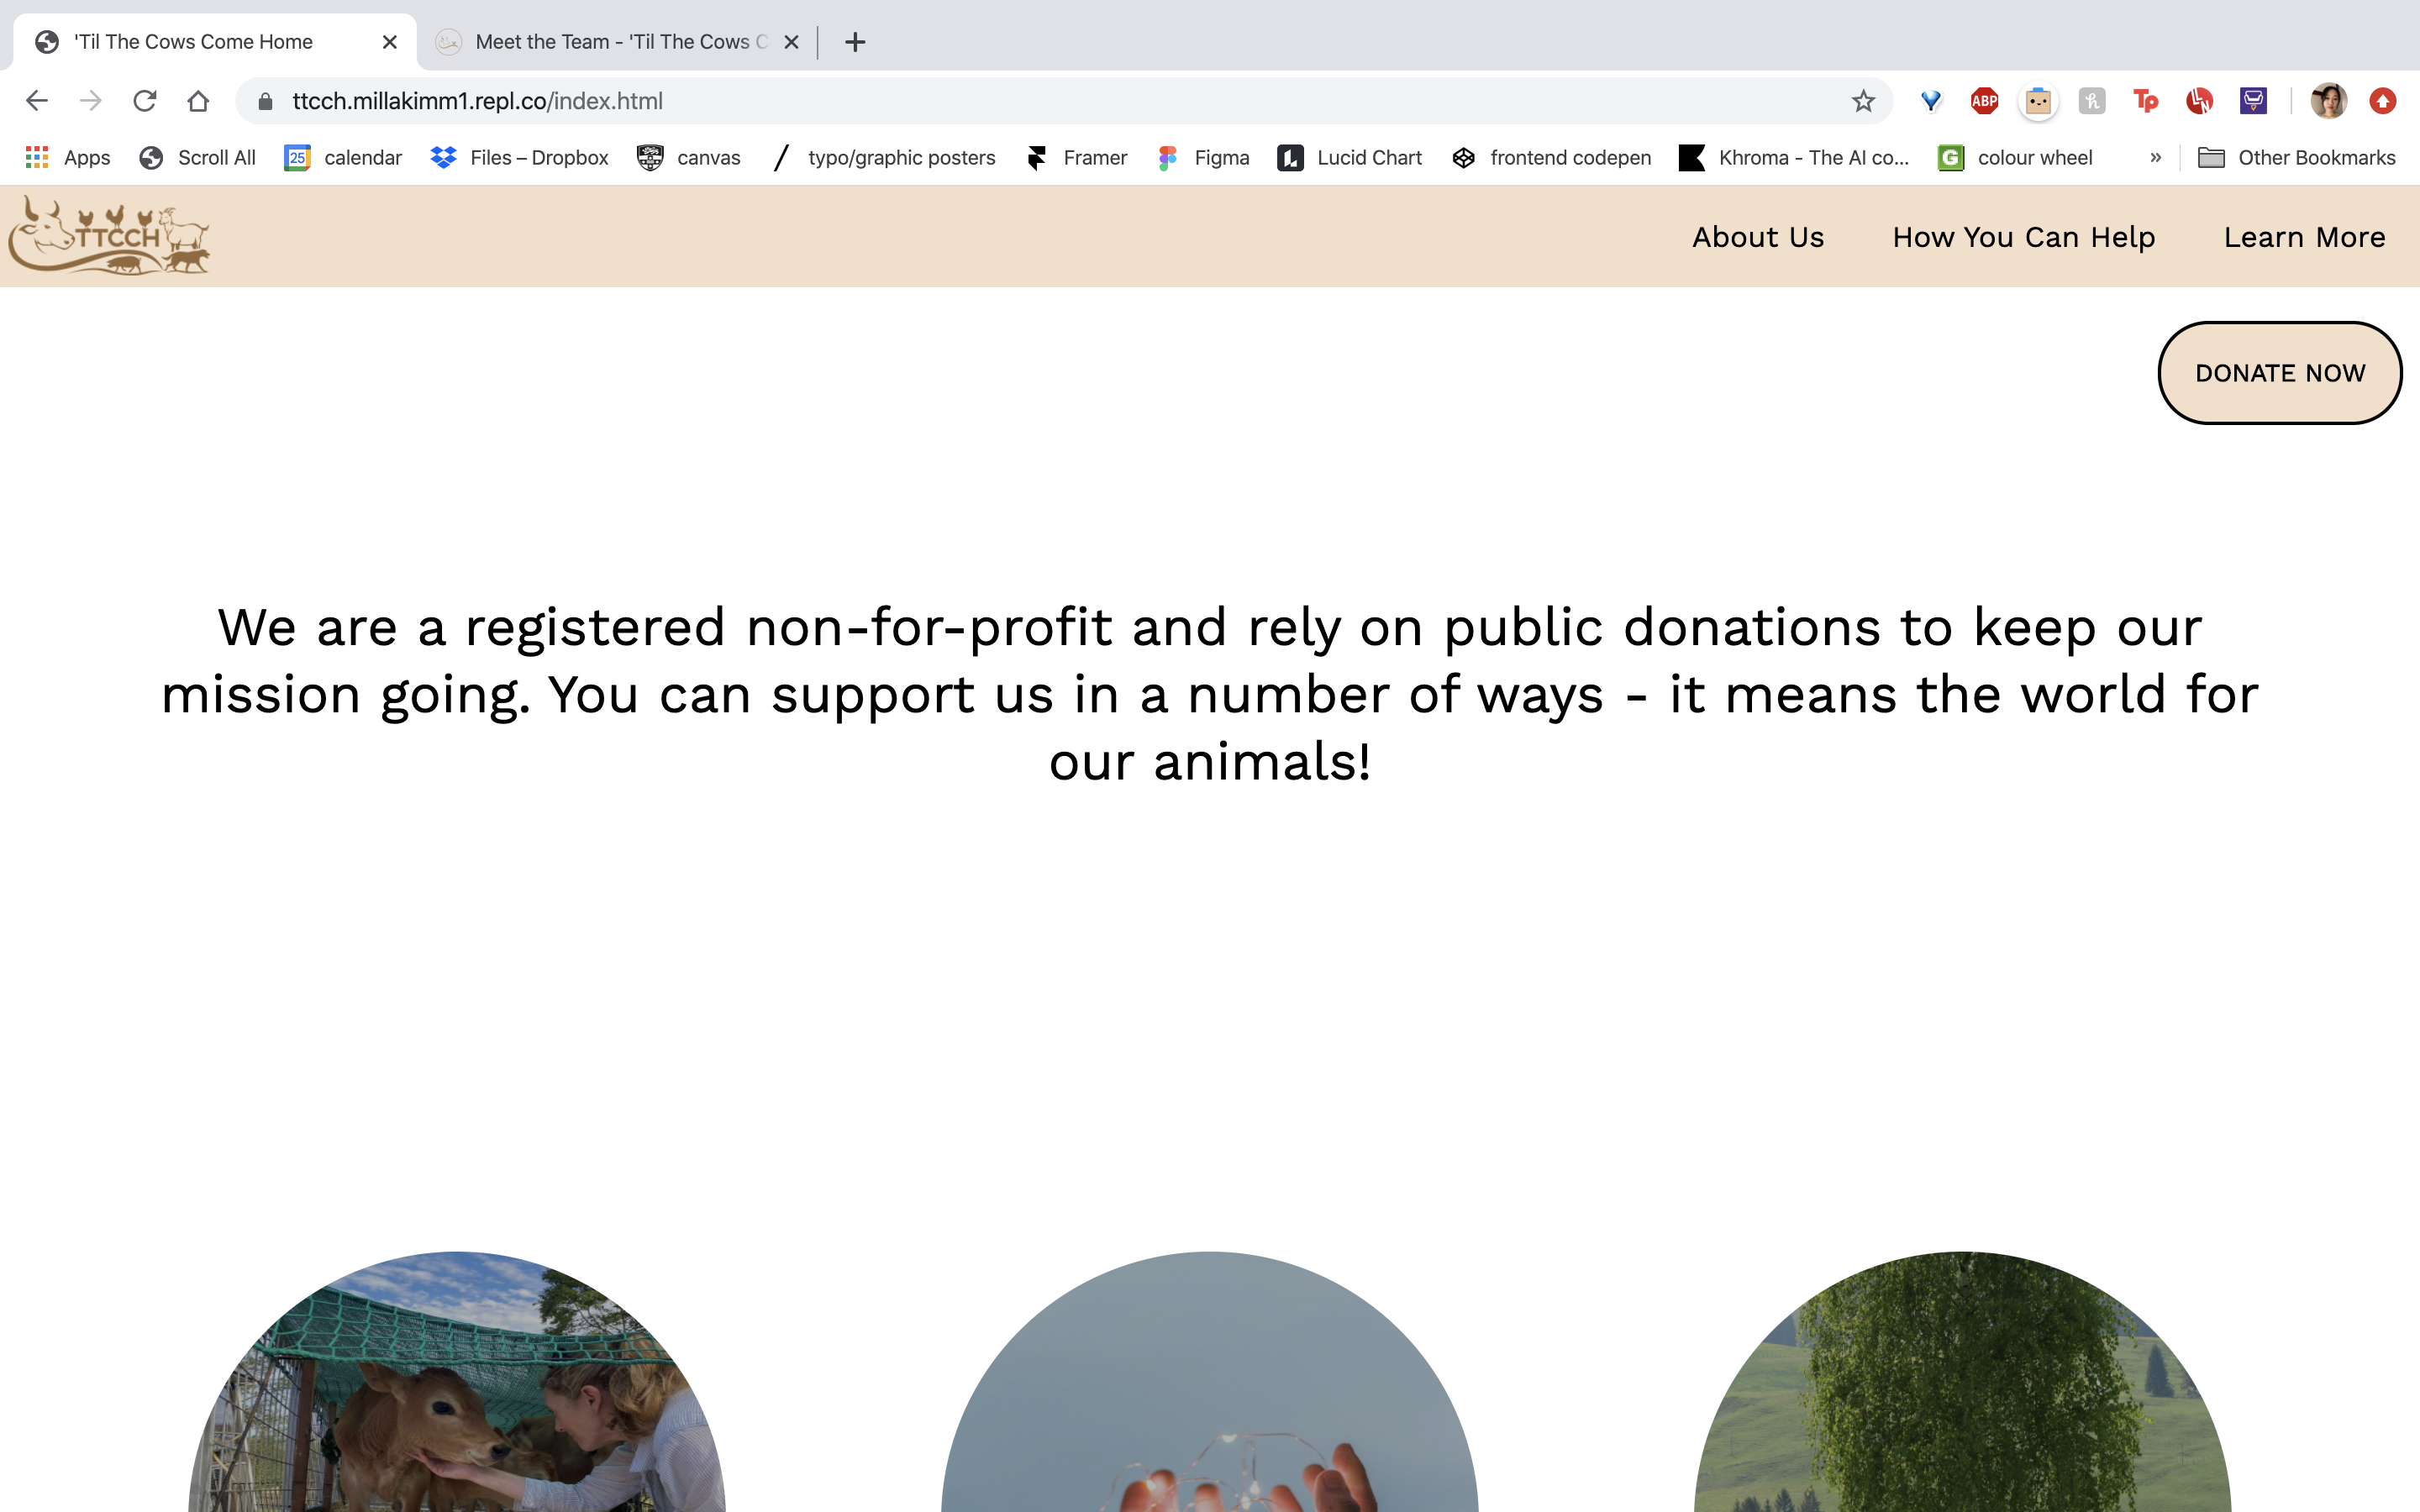 'Til The Cows Come Home
Meet the Team - 'Til The Cows C
ttcch.millakimm1.repl.co/index.html
ABP
Tp
LN
Apps
Scroll All
25
calendar
Files – Dropbox
canvas
typo/graphic posters
Framer
Figma
Lucid Chart
frontend codepen
Khroma - The AI co...
G
colour wheel
»
Other Bookmarks
TTCCH
About Us
How You Can Help
Learn More
DONATE NOW
We are a registered non-for-profit and rely on public donations to keep our
mission going. You can support us in a number of ways - it means the world for
our animals!